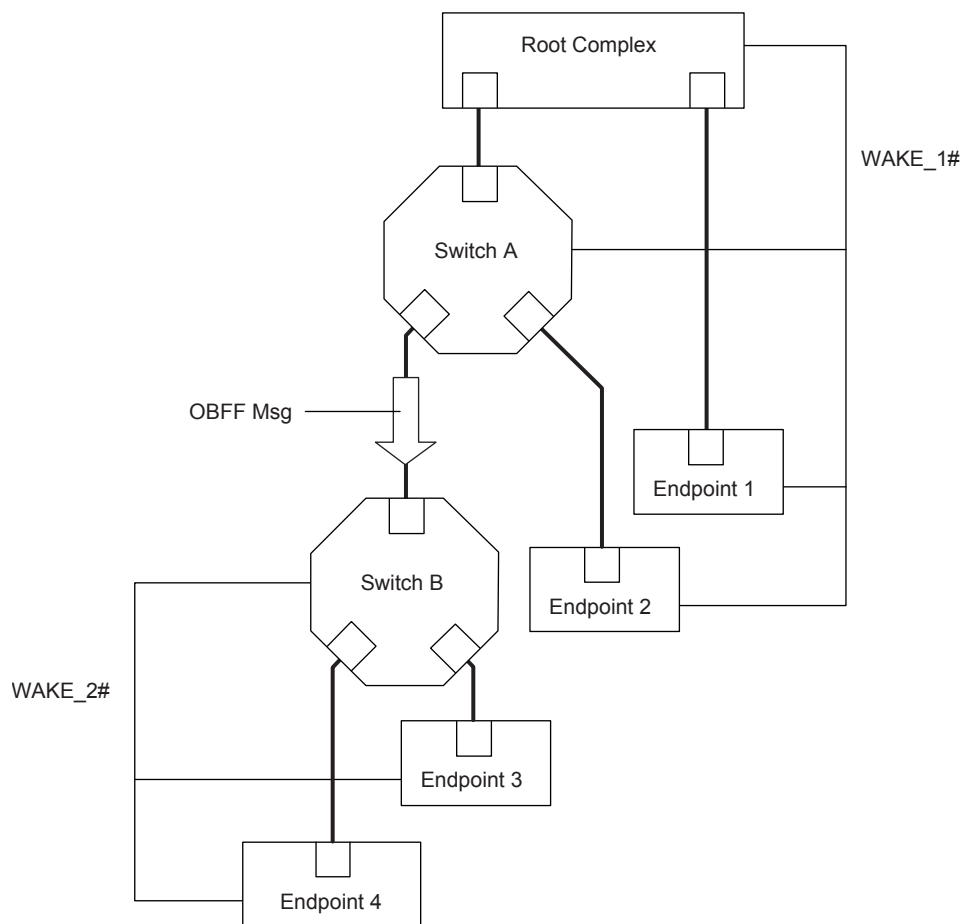 Root Complex
WAKE_1#
Switch A
OBFF Msg
Endpoint 1
Switch B
Endpoint 2
WAKE_2#
Endpoint 3
Endpoint 4